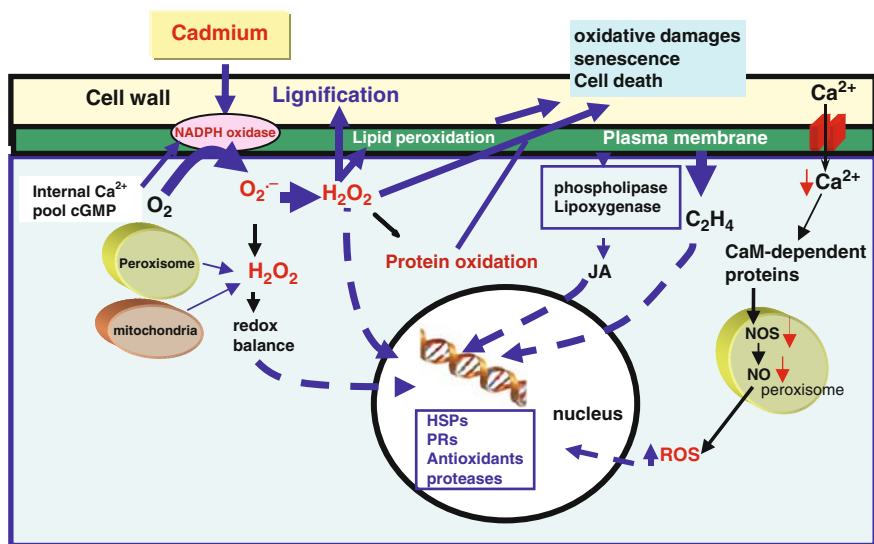 Cadmium
oxidative damages
senescence
Cell death
Cell wall
Lignification
Ca²⁺
NADPH oxidase
Lipid peroxidation
Plasma membrane
Internal Ca²⁺
pool cGMP
O₂
O₂·⁻
H₂O₂
phospholipase
Lipoxygenase
C₂H₄
Ca²⁺
Peroxisome
H₂O₂
Protein oxidation
JA
CaM-dependent
proteins
mitochondria
redox
balance
NOS
NO
peroxisome
nucleus
HSPs
PRs
Antioxidants
proteases
ROS